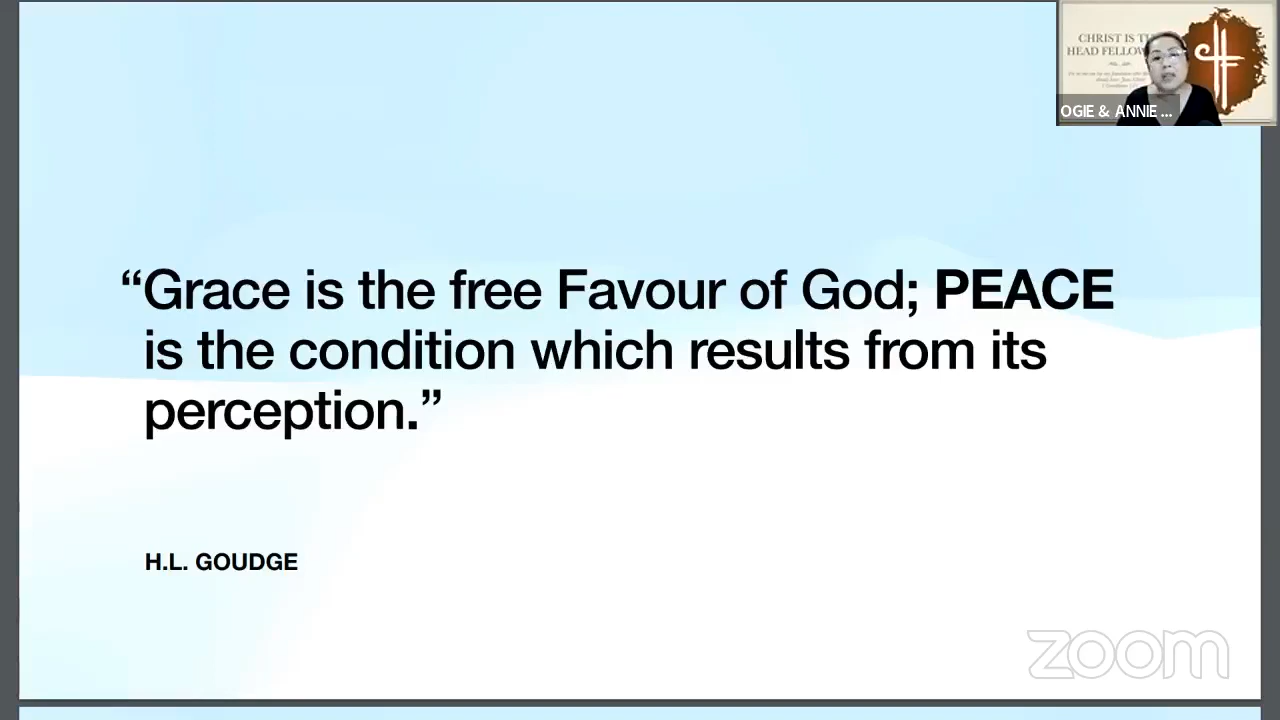 CHRIST IS TH
HEAD FELLOW
OGIE & ANNIE ...
“Grace is the free Favour of God; PEACE
is the condition which results from its
perception.”
H.L. GOUDGE
zoom